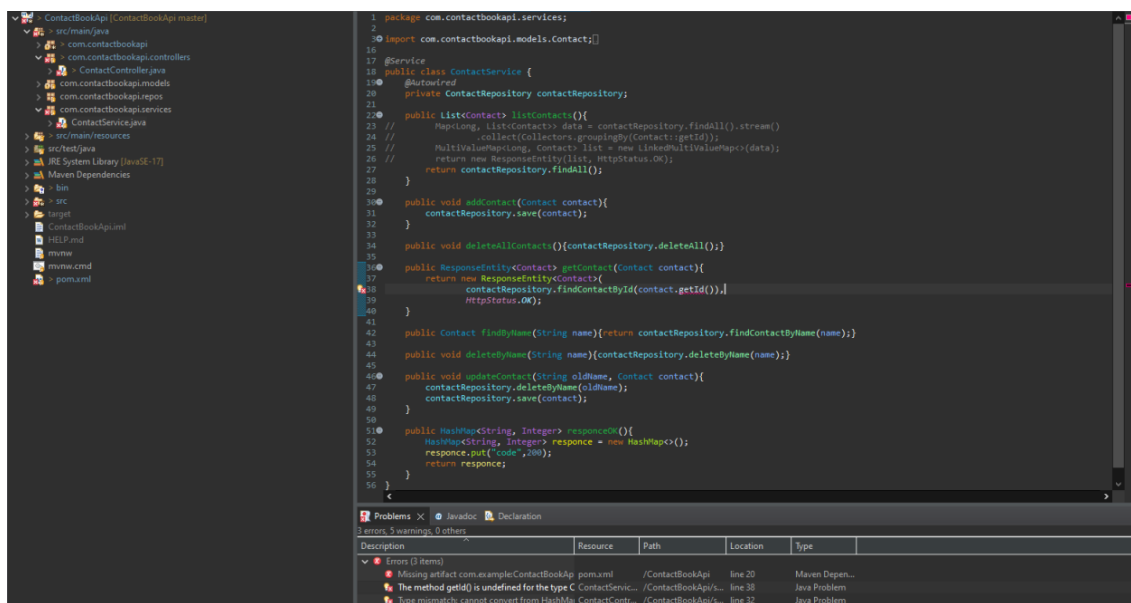 > ContactBookApi [ContactBookApi master]
> src/main/java
> com.contactbookapi
> com.contactbookapi.controllers
> ContactController.java
com.contactbookapi.models
com.contactbookapi.repos
com.contactbookapi.services
ContactService.java
> src/main/resources
src/test/java
JRE System Library [JavaSE-17]
Maven Dependencies
> bin
> src
> target
ContactBookApi.iml
HELP.md
mvnw
mvnw.cmd
> pom.xml
1 package com.contactbookapi.services;
2
3 import com.contactbookapi.models.Contact;
16
17 @Service
18 public class ContactService {
19 @Autowired
20 private ContactRepository contactRepository;
21
22 public List<Contact> listContacts(){
23 // Map<Long, List<Contact>> data = contactRepository.findAll().stream()
24 // .collect(Collectors.groupingBy(Contact::getId));
25 // MultiValueMap<Long, Contact> list = new LinkedMultiValueMap<>(data);
26 // return new ResponseEntity(list, HttpStatus.OK);
27 return contactRepository.findAll();
28 }
29
30 public void addContact(Contact contact){
31 contactRepository.save(contact);
32 }
33
34 public void deleteAllContacts(){contactRepository.deleteAll();}
35
36 public ResponseEntity<Contact> getContact(Contact contact){
37 return new ResponseEntity<Contact>(
38 contactRepository.findContactById(contact.getId()),
39 HttpStatus.OK);
40 }
41
42 public Contact findByName(String name){return contactRepository.findContactByName(name);}
43
44 public void deleteByName(String name){contactRepository.deleteByName(name);}
45
46 public void updateContact(String oldName, Contact contact){
47 contactRepository.deleteByName(oldName);
48 contactRepository.save(contact);
49 }
50
51 public HashMap<String, Integer> responceOK(){
52 HashMap<String, Integer> responce = new HashMap<>();
53 responce.put("code",200);
54 return responce;
55 }
56 }
Problems Javadoc Declaration
3 errors, 5 warnings, 0 others
Description Resource Path Location Type
Errors (3 items)
Missing artifact com.example:ContactBookAp pom.xml /ContactBookApi line 20 Maven Depen...
The method getId() is undefined for the type C ContactServic... /ContactBookApi/s... line 38 Java Problem
Type mismatch: cannot convert from HashMap ContactContr... /ContactBookApi/s... line 32 Java Problem